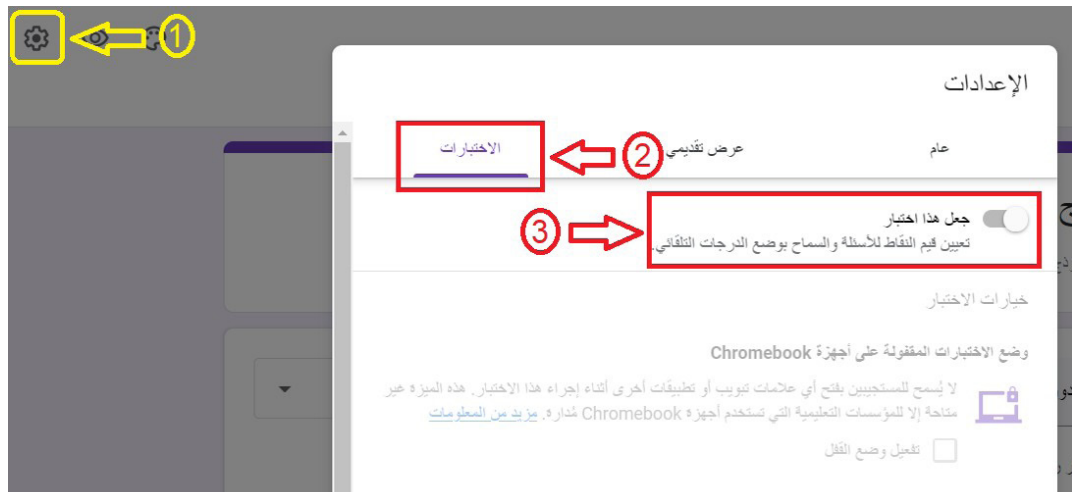 1
الإعدادات
عام
عرض تقديمي
2
الاختبارات
3
جعل هذا اختبار
تعيين قيم النقاط للأسئلة والسماح بوضع الدرجات التلقائي.
خيارات الاختبار
وضع الاختبارات المقفولة على أجهزة Chromebook
لا يُسمح للمستجيبين بفتح أي علامات تبويب أو تطبيقات أخرى أثناء إجراء هذا الاختبار. هذه الميزة غير
متاحة إلا للمؤسسات التعليمية التي تستخدم أجهزة Chromebook مُدارة. مزيد من المعلومات
تفعيل وضع القفل